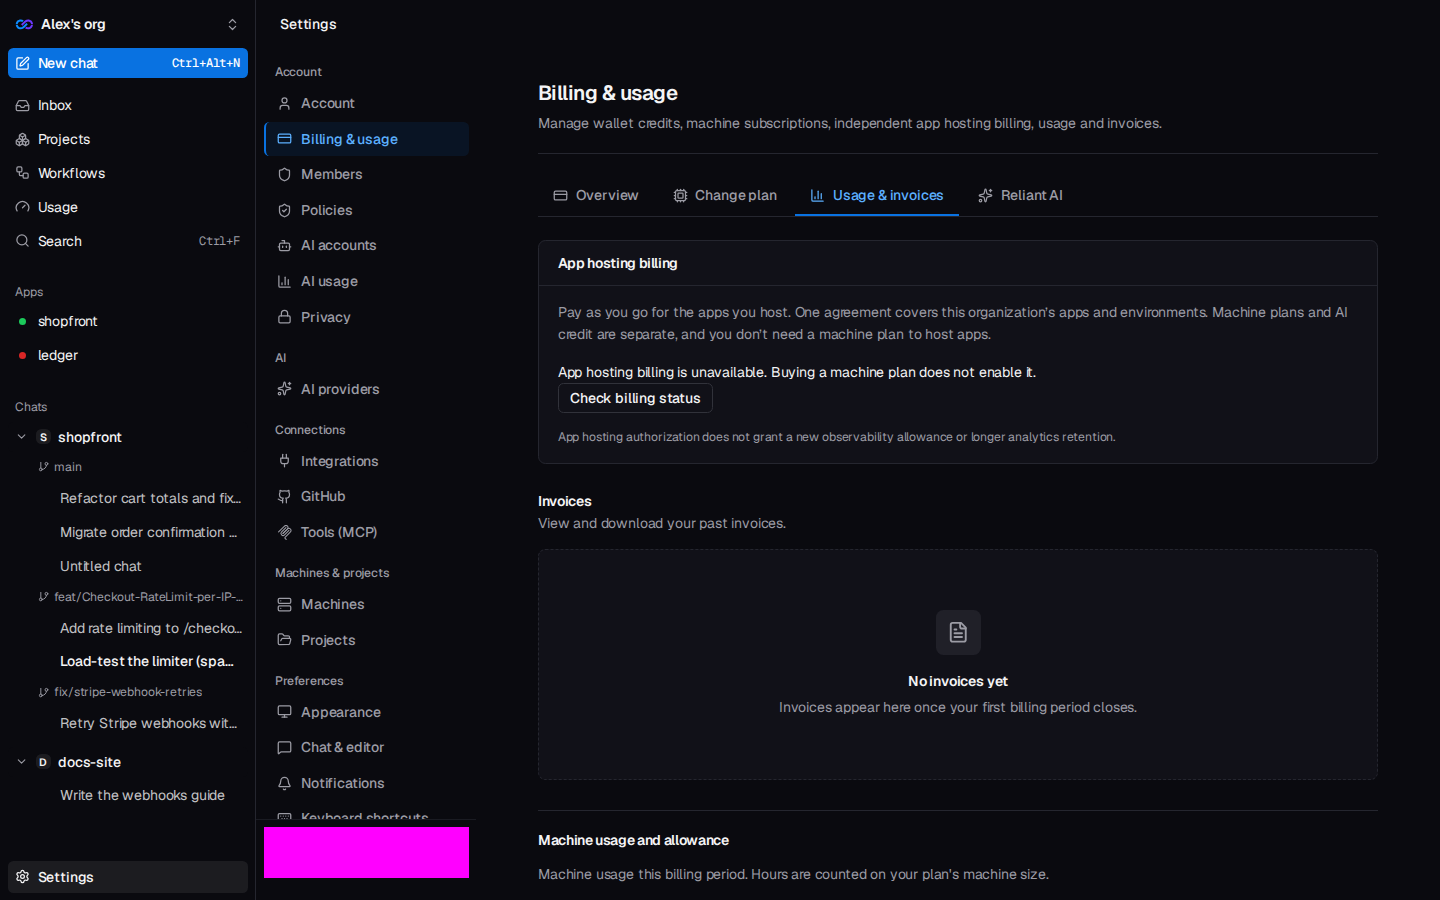 Alex's org
New chat Ctrl+Alt+N
Inbox
Projects
Workflows
Usage
Search Ctrl+F
Apps
shopfront
ledger
Chats
S shopfront
main
Refactor cart totals and fix...
Migrate order confirmation ...
Untitled chat
feat/Checkout-RateLimit-per-IP-...
Add rate limiting to /checko...
Load-test the limiter (spa...
fix/stripe-webhook-retries
Retry Stripe webhooks wit...
D docs-site
Write the webhooks guide
Settings
Settings
Account
Account
Billing & usage
Members
Policies
AI accounts
AI usage
Privacy
AI
AI providers
Connections
Integrations
GitHub
Tools (MCP)
Machines & projects
Machines
Projects
Preferences
Appearance
Chat & editor
Notifications
Keyboard shortcuts
Billing & usage
Manage wallet credits, machine subscriptions, independent app hosting billing, usage and invoices.
Overview Change plan Usage & invoices Reliant AI
App hosting billing
Pay as you go for the apps you host. One agreement covers this organization's apps and environments. Machine plans and AI
credit are separate, and you don't need a machine plan to host apps.
App hosting billing is unavailable. Buying a machine plan does not enable it.
Check billing status
App hosting authorization does not grant a new observability allowance or longer analytics retention.
Invoices
View and download your past invoices.
No invoices yet
Invoices appear here once your first billing period closes.
Machine usage and allowance
Machine usage this billing period. Hours are counted on your plan's machine size.